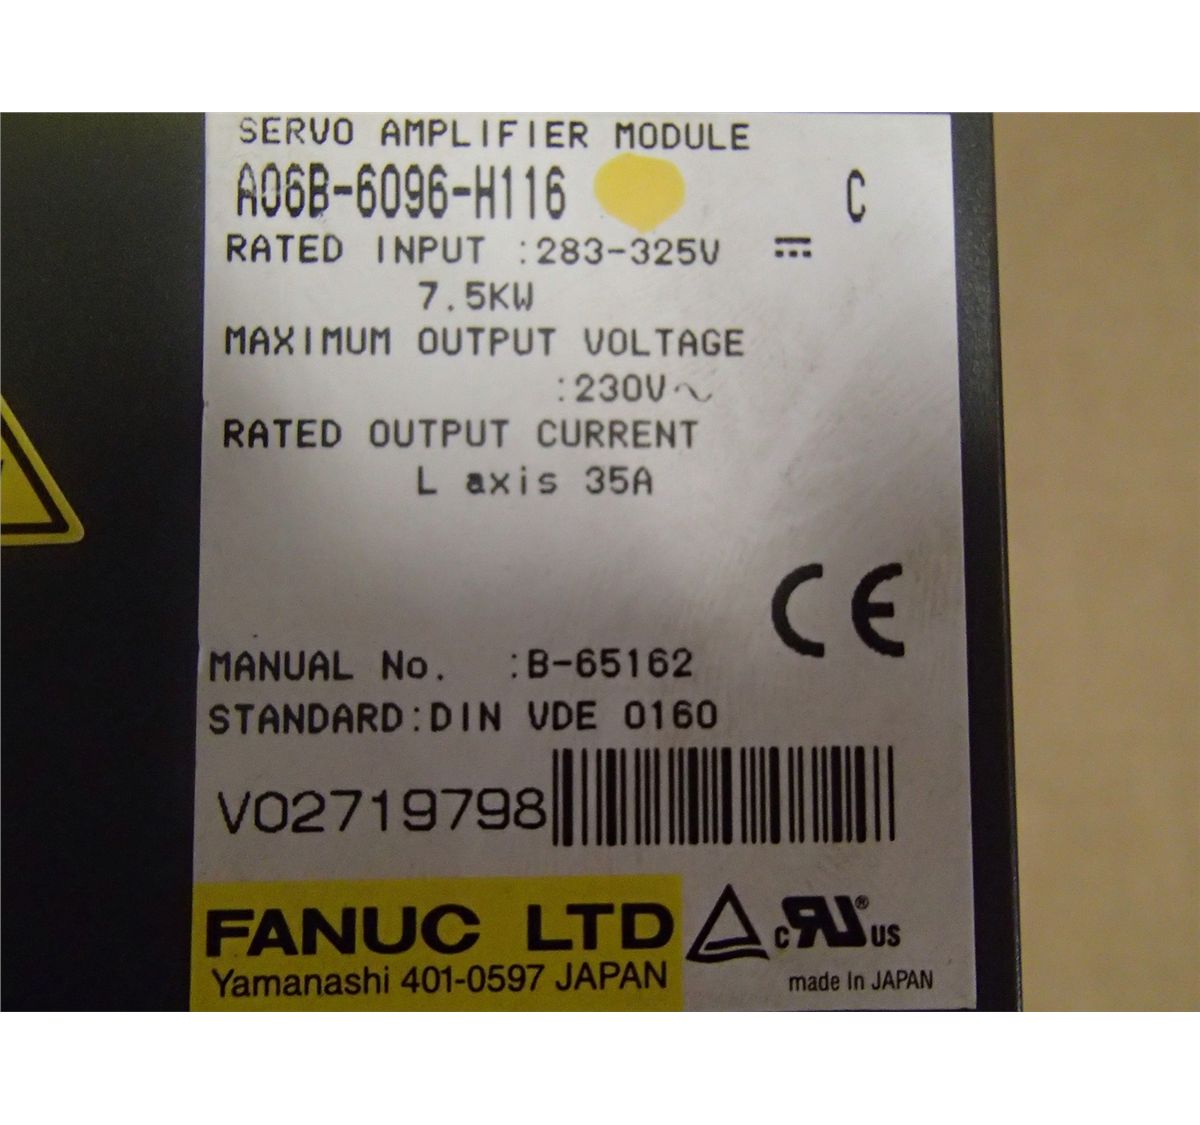 SERVO AMPLIFIER MODULE
A06B-6096-H116 C
RATED INPUT :283-325V ⎓
7.5KW
MAXIMUM OUTPUT VOLTAGE
:230V~
RATED OUTPUT CURRENT
L axis 35A
CE
MANUAL No. :B-65162
STANDARD:DIN VDE 0160
V02719798
FANUC LTD
Yamanashi 401-0597 JAPAN
c RU ® US
made In JAPAN